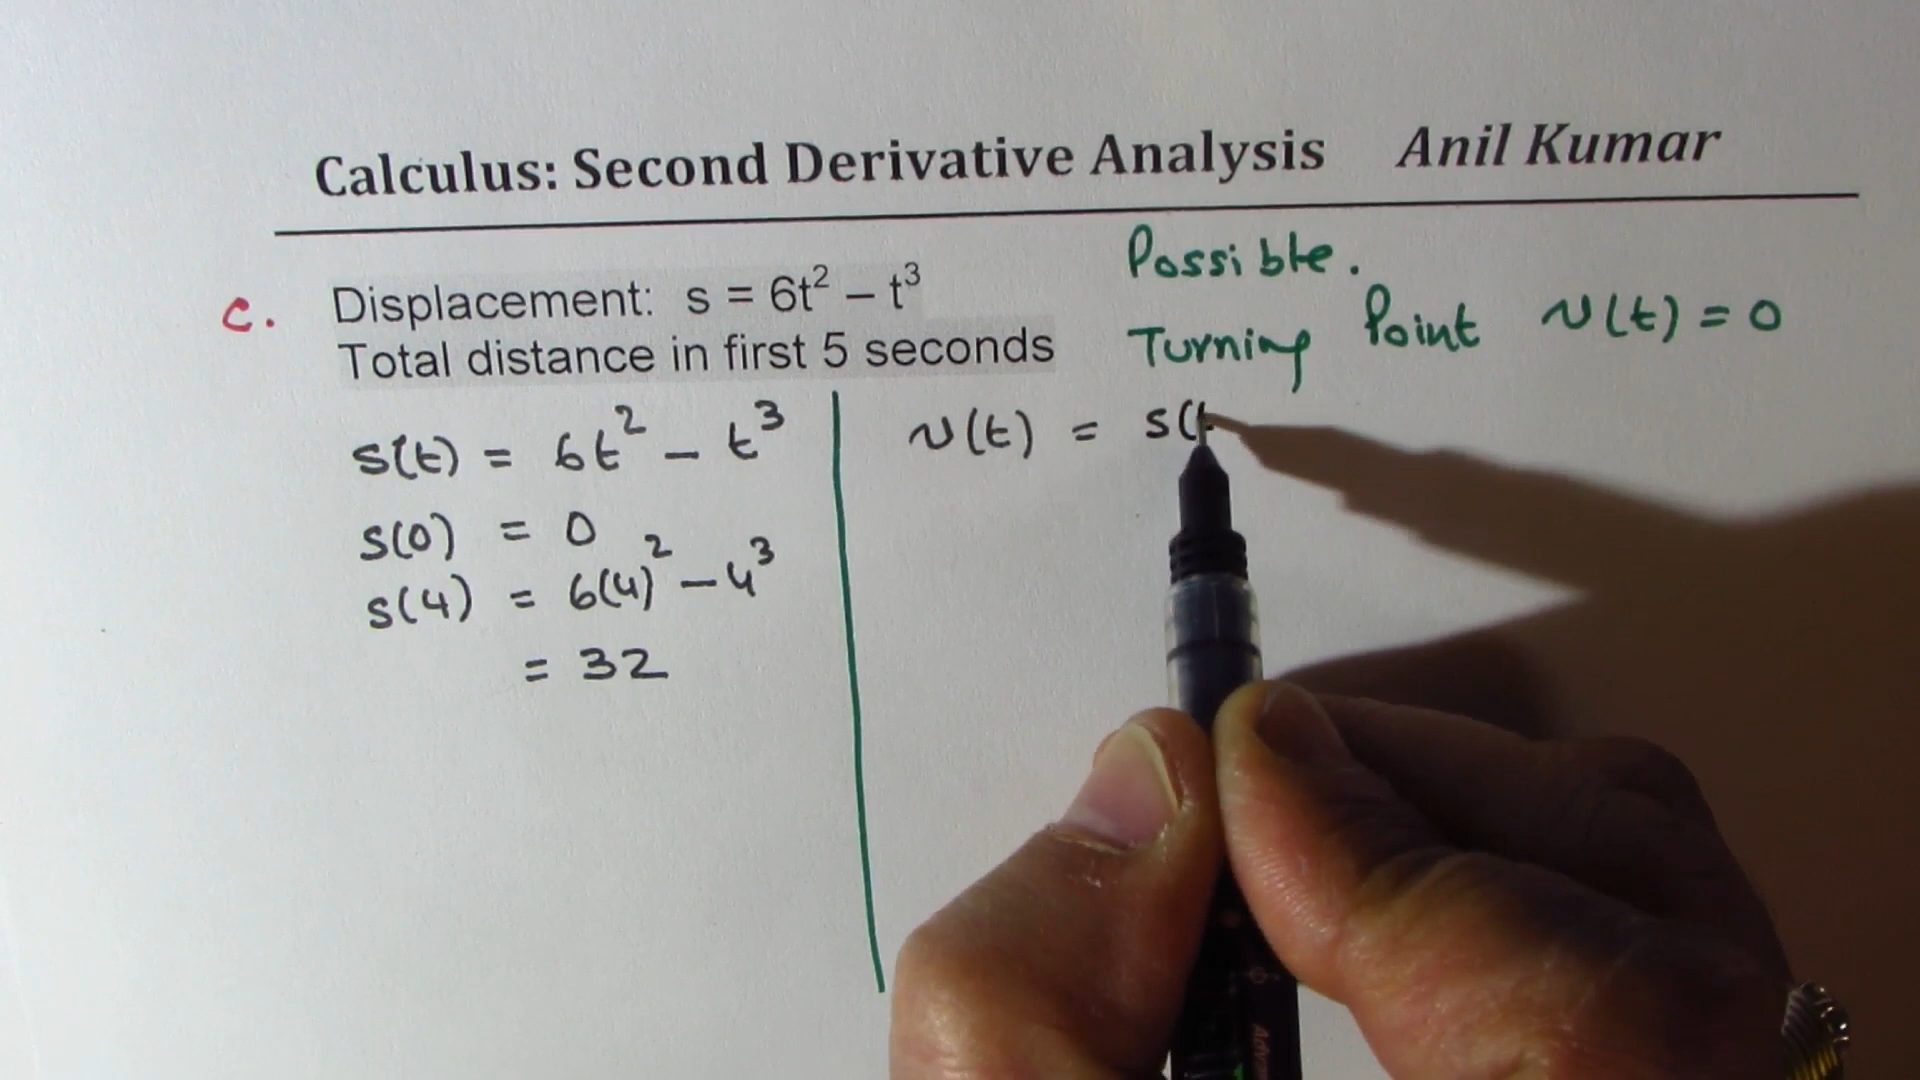 Calculus: Second Derivative Analysis Anil Kumar
c. Displacement: s = 6t² – t³
Total distance in first 5 seconds
Possible.
Turning Point v(t) = 0
s(t) = 6t² – t³
s(0) = 0
s(4) = 6(4)² – 4³
= 32
v(t) = s(t